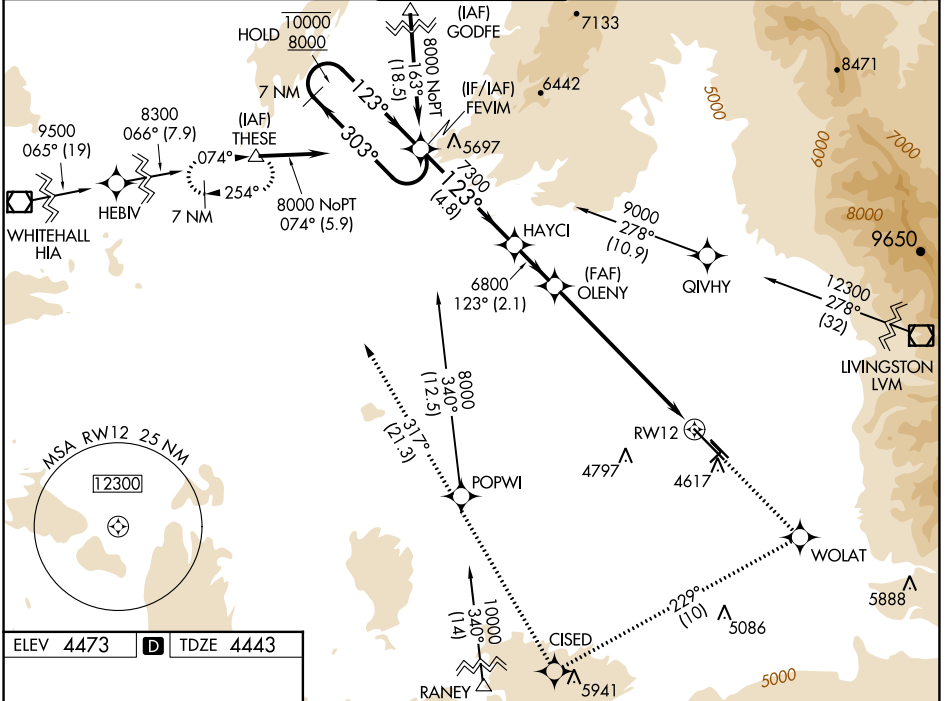 HOLD
10000
8000
7 NM
123°
303°
(IAF)
GODFE
8000 NoPT
163°
(18.5)
(IF/IAF)
FEVIM
7133
6442
8471
5000
6000
7000
8000
9650
5697
9500
065° (19)
8300
066° (7.9)
(IAF)
THESE
074°
254°
7 NM
8000 NoPT
074° (5.9)
WHITEHALL
HIA
HEBIV
7300
123°
(4.8)
HAYCI
6800
123° (2.1)
(FAF)
OLENY
9000
278°
(10.9)
QIVHY
12300
278°
(32)
LIVINGSTON
LVM
8000
340°
(12.5)
317°
(21.3)
POPWI
RW12
4797
4617
WOLAT
MSA RW12 25 NM
12300
229°
(10)
5086
5888
10000
340°
(14)
RANEY
CISED
5941
5000
ELEV 4473
D
TDZE 4443